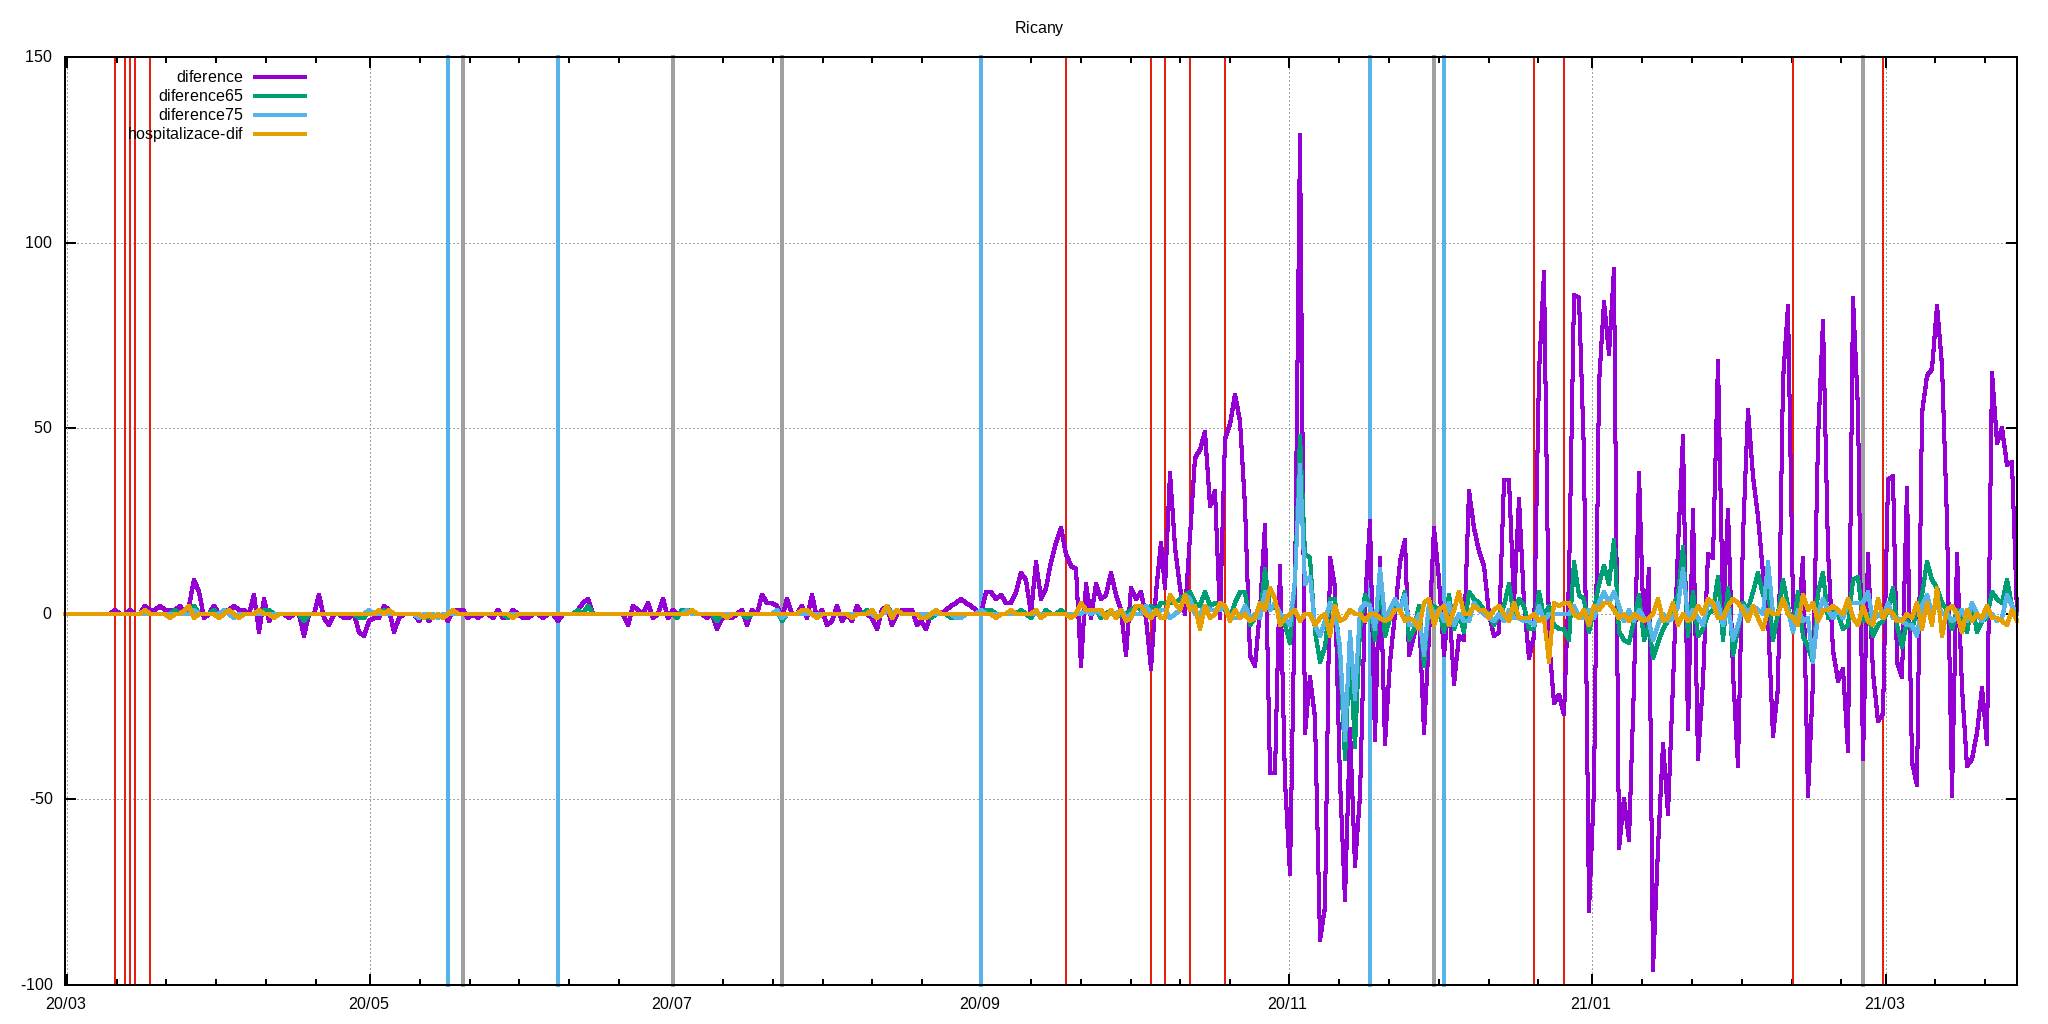 Ricany
150
diference
diference65
diference75
hospitalizace-dif
100
50
0
-50
-100
20/03 20/05 20/07 20/09 20/11 21/01 21/03